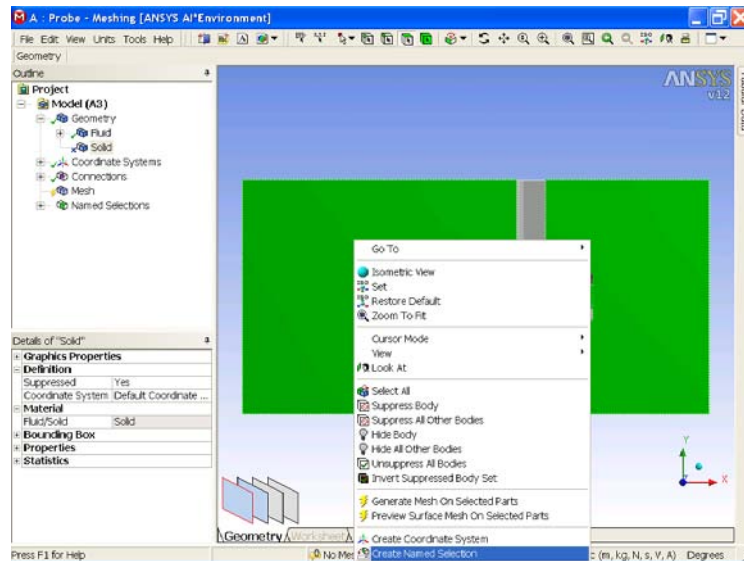 A : Probe - Meshing [ANSYS AI*Environment]
File Edit View Units Tools Help
Geometry
Outline
Project
Model (A3)
Geometry
Fluid
Solid
Coordinate Systems
Connections
Mesh
Named Selections
ANSYS
v12
Go To
Isometric View
Set
Restore Default
Zoom To Fit
Cursor Mode
View
Look At
Select All
Suppress Body
Suppress All Other Bodies
Hide Body
Hide All Other Bodies
Unsuppress All Bodies
Invert Suppressed Body Set
Generate Mesh On Selected Parts
Preview Surface Mesh On Selected Parts
Create Coordinate System
Create Named Selection
Details of "Solid"
Graphics Properties
Definition
Suppressed Yes
Coordinate System Default Coordinate ...
Material
Fluid/Solid Solid
Bounding Box
Properties
Statistics
Y
X
Geometry Worksheet
Press F1 for Help No Mes (m, kg, N, s, V, A) Degrees